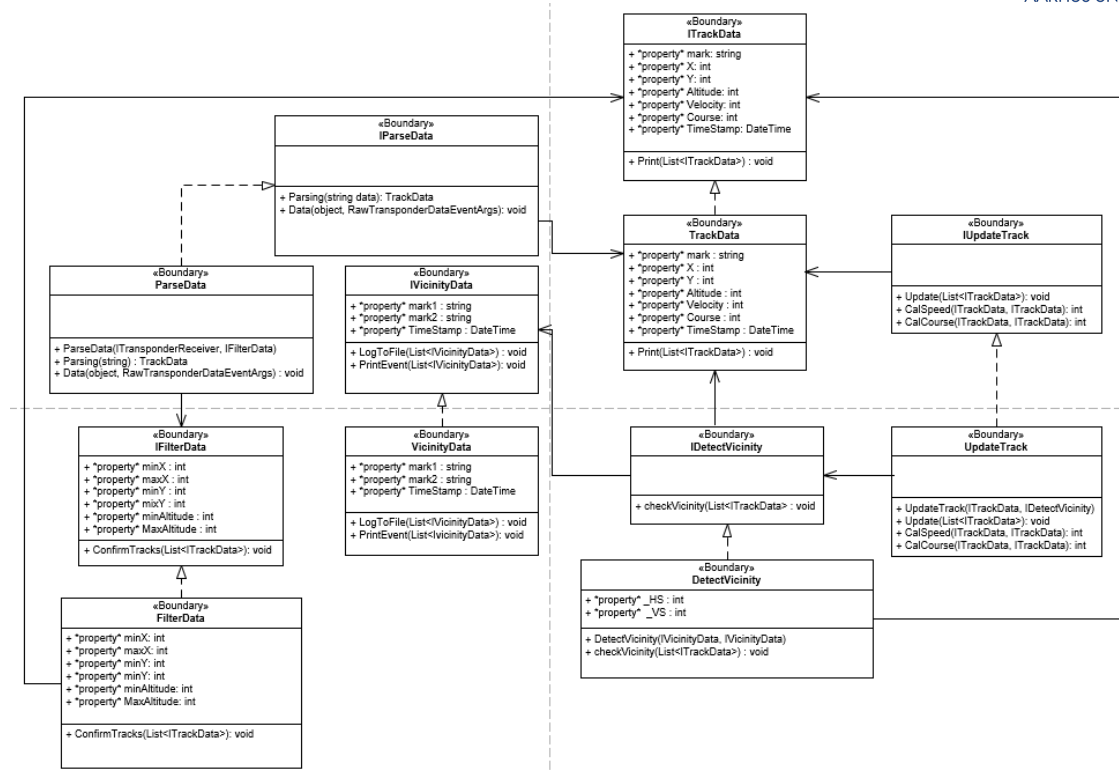 «Boundary»
ITrackData
+ *property* mark: string
+ *property* X: int
+ *property* Y: int
+ *property* Altitude: int
+ *property* Velocity: int
+ *property* Course: int
+ *property* TimeStamp: DateTime
+ Print(List<ITrackData>) : void
«Boundary»
IParseData
+ Parsing(string data): TrackData
+ Data(object, RawTransponderDataEventArgs): void
«Boundary»
TrackData
+ *property* mark : string
+ *property* X : int
+ *property* Y : int
+ *property* Altitude : int
+ *property* Velocity : int
+ *property* Course : int
+ *property* TimeStamp : DateTime
+ Print(List<ITrackData>) : void
«Boundary»
IUpdateTrack
+ Update(List<ITrackData>): void
+ CalSpeed(ITrackData, ITrackData): int
+ CalCourse(ITrackData, ITrackData): int
«Boundary»
ParseData
+ ParseData(ITransponderReceiver, IFilterData)
+ Parsing(string) : TrackData
+ Data(object, RawTransponderDataEventArgs) : void
«Boundary»
IVicinityData
+ *property* mark1 : string
+ *property* mark2 : string
+ *property* TimeStamp : DateTime
+ LogToFile(List<IVicinityData>) : void
+ PrintEvent(List<IVicinityData>): void
«Boundary»
IFilterData
+ *property* minX : int
+ *property* maxX : int
+ *property* minY : int
+ *property* mixY : int
+ *property* minAltitude : int
+ *property* MaxAltitude : int
+ ConfirmTracks(List<ITrackData>): void
«Boundary»
VicinityData
+ *property* mark1 : string
+ *property* mark2 : string
+ *property* TimeStamp : DateTime
+ LogToFile(List<IVicinityData>) : void
+ PrintEvent(List<IvicinityData>): void
«Boundary»
IDetectVicinity
+ checkVicinity(List<ITrackData> : void
«Boundary»
UpdateTrack
+ UpdateTrack(ITrackData, IDetectVicinity)
+ Update(List<ITrackData>): void
+ CalSpeed(ITrackData, ITrackData): int
+ CalCourse(ITrackData, ITrackData): int
«Boundary»
DetectVicinity
+ *property* _HS : int
+ *property* _VS : int
+ DetectVicinity(IVicinityData, IVicinityData)
+ checkVicinity(List<ITrackData>) : void
«Boundary»
FilterData
+ *property* minX: int
+ *property* maxX: int
+ *property* minY: int
+ *property* minY: int
+ *property* minAltitude: int
+ *property* MaxAltitude: int
+ ConfirmTracks(List<ITrackData>): void